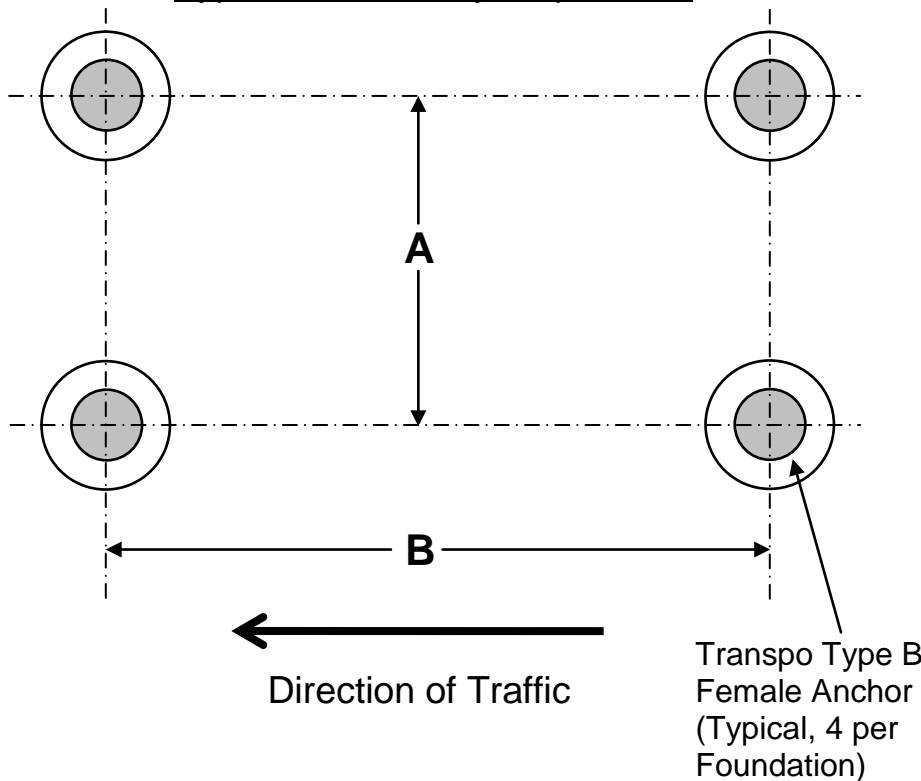 A
B
Direction of Traffic
Transpo Type B
Female Anchor
(Typical, 4 per
Foundation)